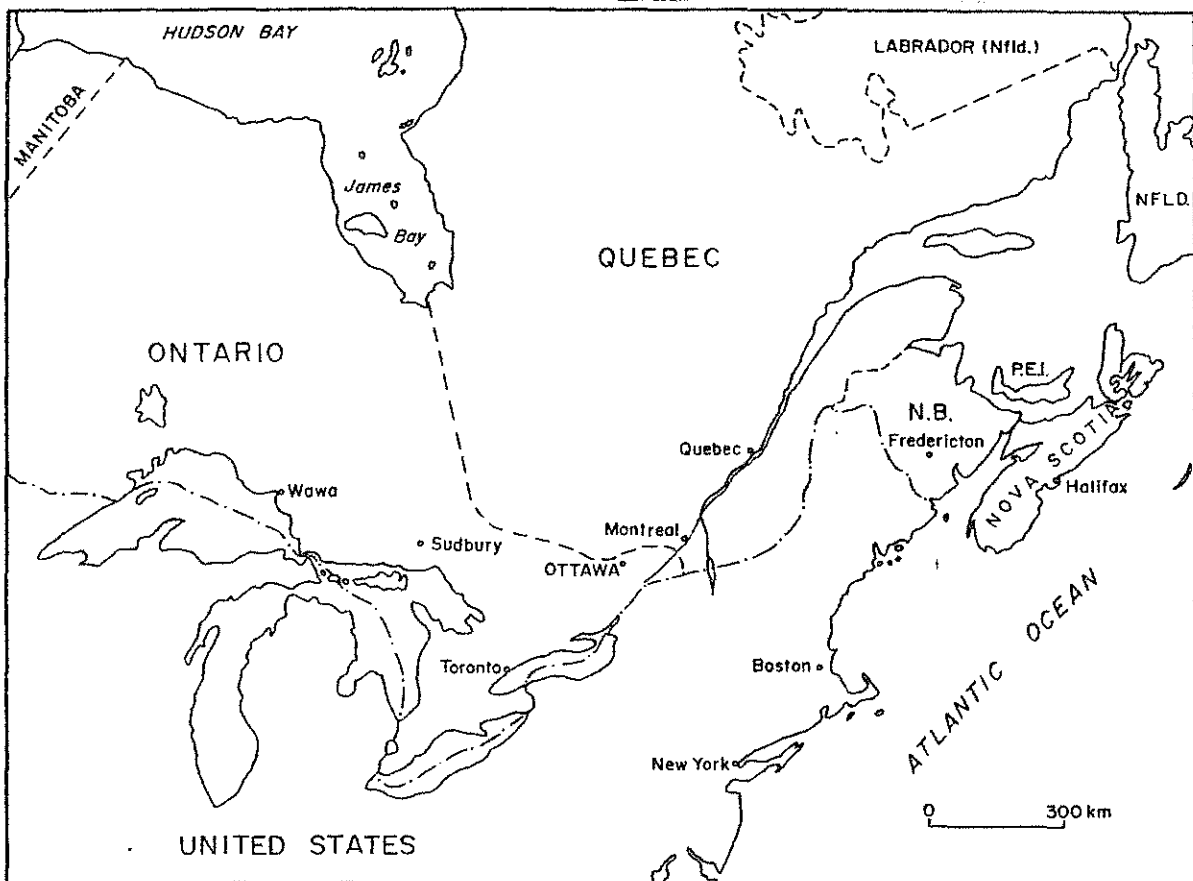 HUDSON BAY
LABRADOR (Nfld.)
MANITOBA
James
Bay
NFLD.
QUEBEC
ONTARIO
P.E.I.
S.M.
N.B.
Quebec
Fredericton
NOVA SCOTIA
Wawa
Halifax
Montreal
Sudbury
OTTAWA
Toronto
Boston
ATLANTIC OCEAN
New York
0 300 km
UNITED STATES